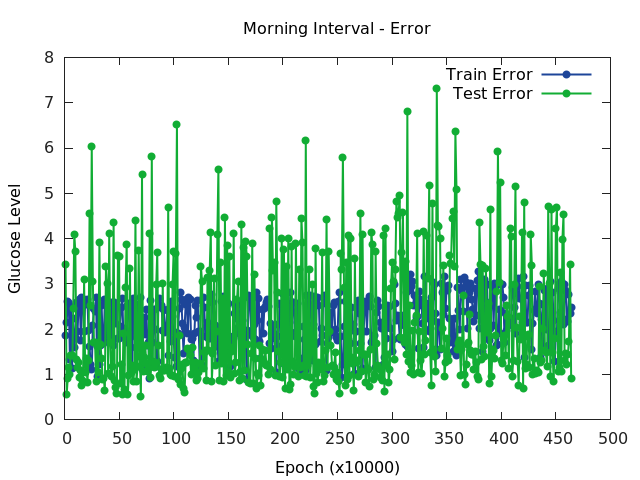 Morning Interval - Error
Train Error
Test Error
8
7
6
5
4
3
2
1
0
Glucose Level
0 50 100 150 200 250 300 350 400 450 500
Epoch (x10000)